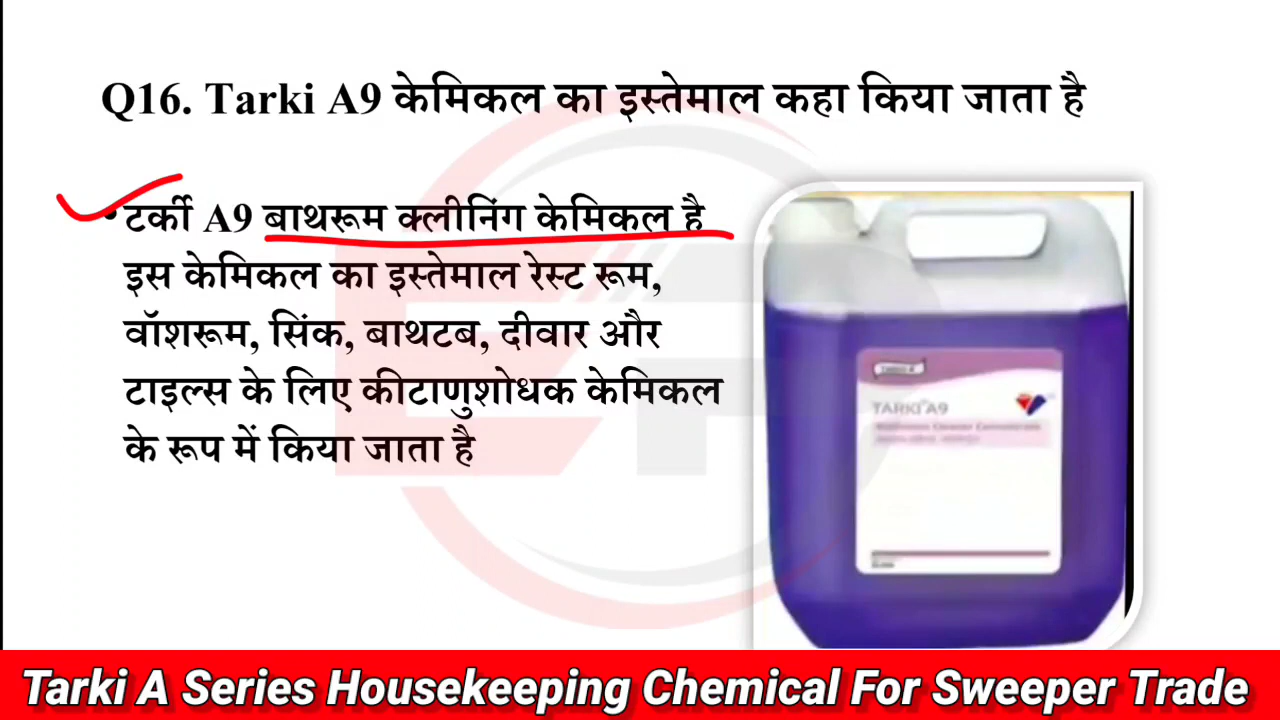 Q16. Tarki A9 केमिकल का इस्तेमाल कहा किया जाता है
• टर्की A9 बाथरूम क्लीनिंग केमिकल है
इस केमिकल का इस्तेमाल रेस्ट रूम,
वॉशरूम, सिंक, बाथटब, दीवार और
टाइल्स के लिए कीटाणुशोधक केमिकल
के रूप में किया जाता है
TARKI A9
Tarki A Series Housekeeping Chemical For Sweeper Trade